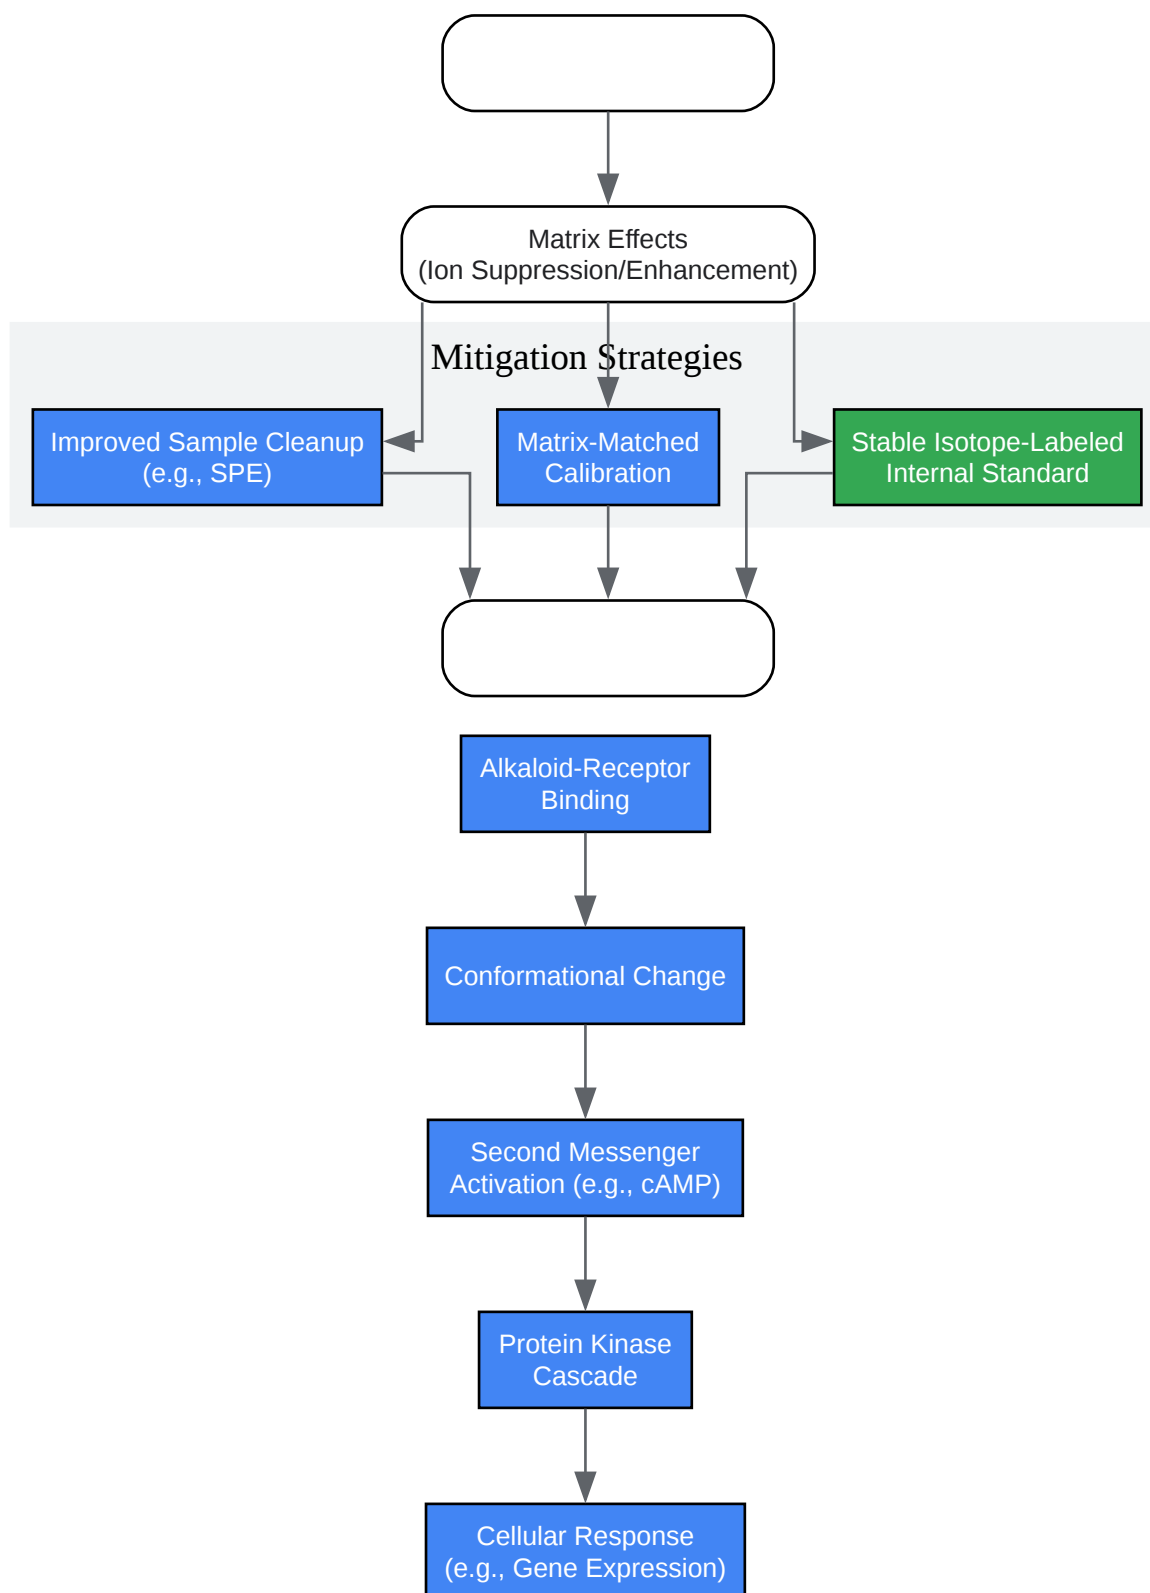 Matrix Effects
(Ion Suppression/Enhancement)
Mitigation Strategies
Improved Sample Cleanup
(e.g., SPE)
Matrix-Matched
Calibration
Stable Isotope-Labeled
Internal Standard
Alkaloid-Receptor
Binding
Conformational Change
Second Messenger
Activation (e.g., cAMP)
Protein Kinase
Cascade
Cellular Response
(e.g., Gene Expression)